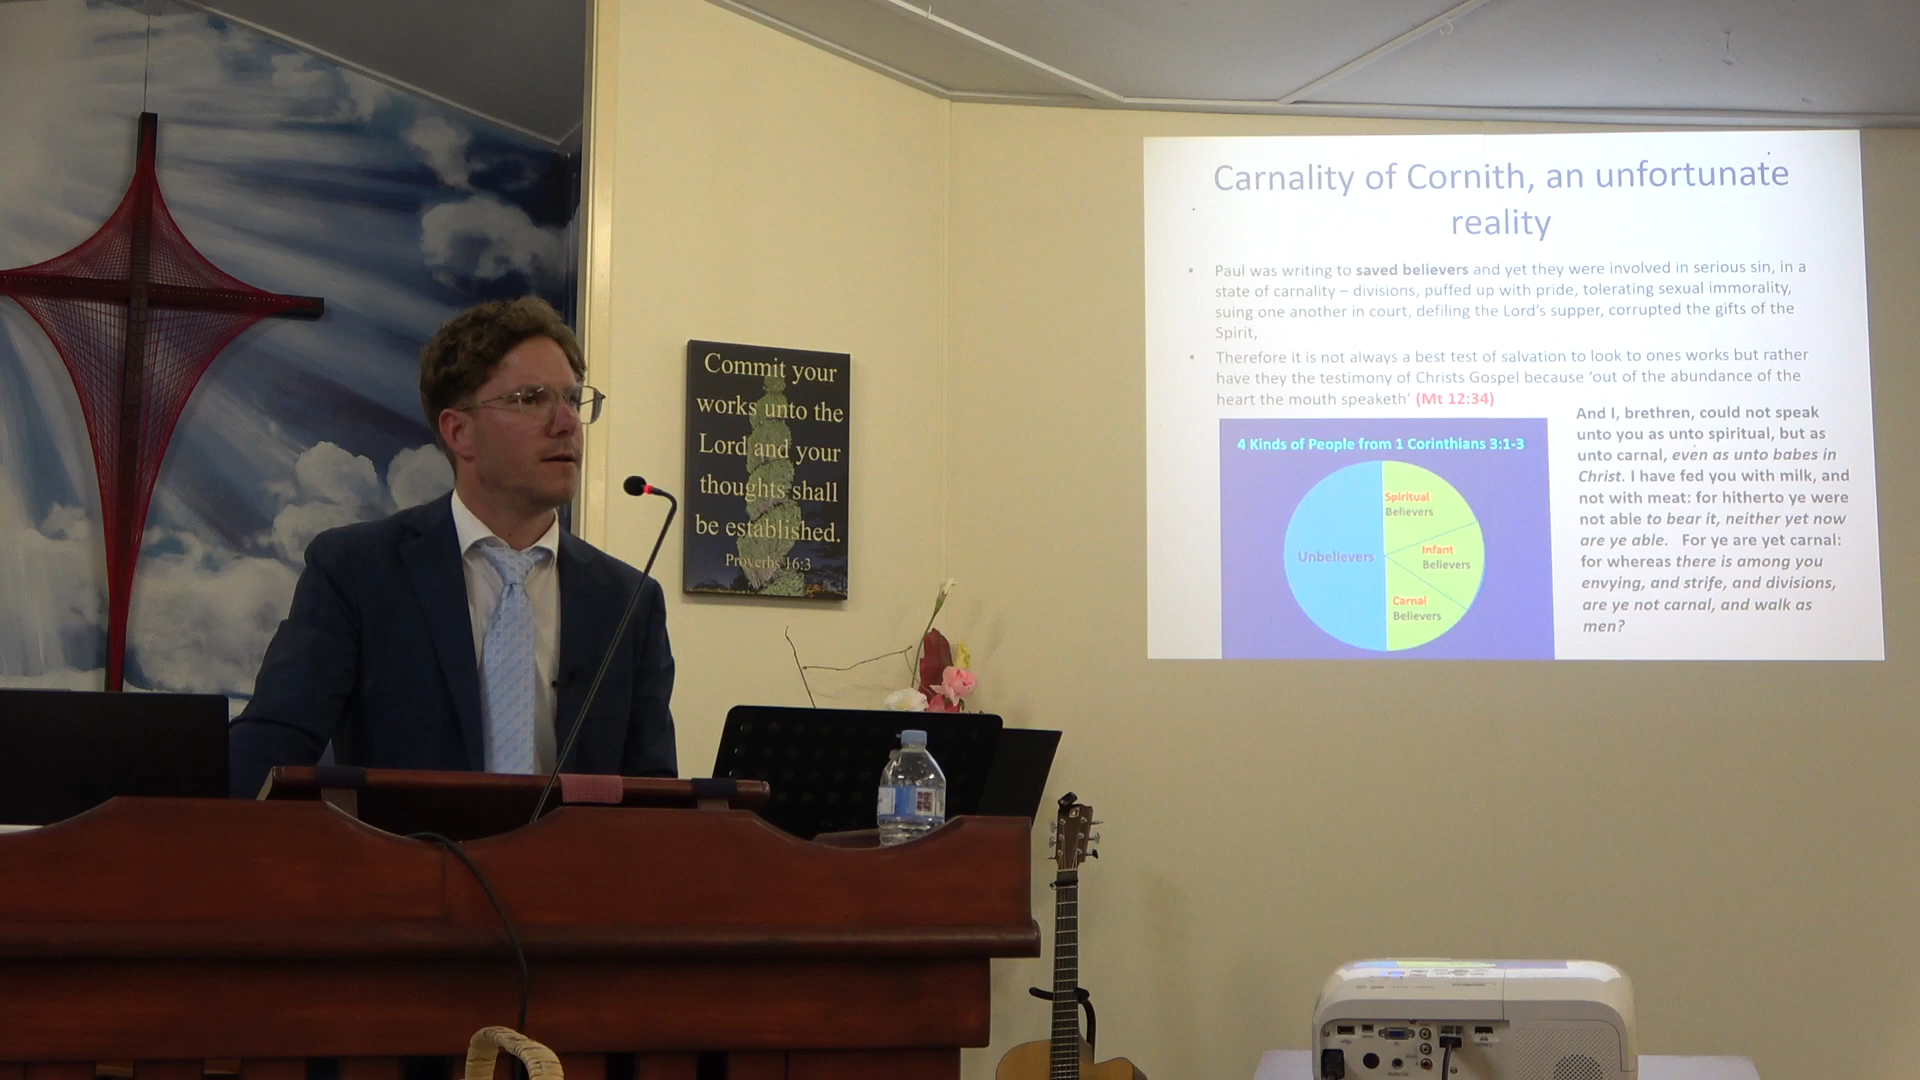 Commit your
works unto the
Lord and your
thoughts shall
be established.
Proverbs 16:3
Carnality of Cornith, an unfortunate
reality
• Paul was writing to saved believers and yet they were involved in serious sin, in a
state of carnality – divisions, puffed up with pride, tolerating sexual immorality,
suing one another in court, defiling the Lord's supper, corrupted the gifts of the
Spirit,
• Therefore it is not always a best test of salvation to look to ones works but rather
have they the testimony of Christs Gospel because 'out of the abundance of the
heart the mouth speaketh' (Mt 12:34)
4 Kinds of People from 1 Corinthians 3:1-3
Unbelievers
Spiritual
Believers
Infant
Believers
Carnal
Believers
And I, brethren, could not speak
unto you as unto spiritual, but as
unto carnal, even as unto babes in
Christ. I have fed you with milk, and
not with meat: for hitherto ye were
not able to bear it, neither yet now
are ye able. For ye are yet carnal:
for whereas there is among you
envying, and strife, and divisions,
are ye not carnal, and walk as
men?